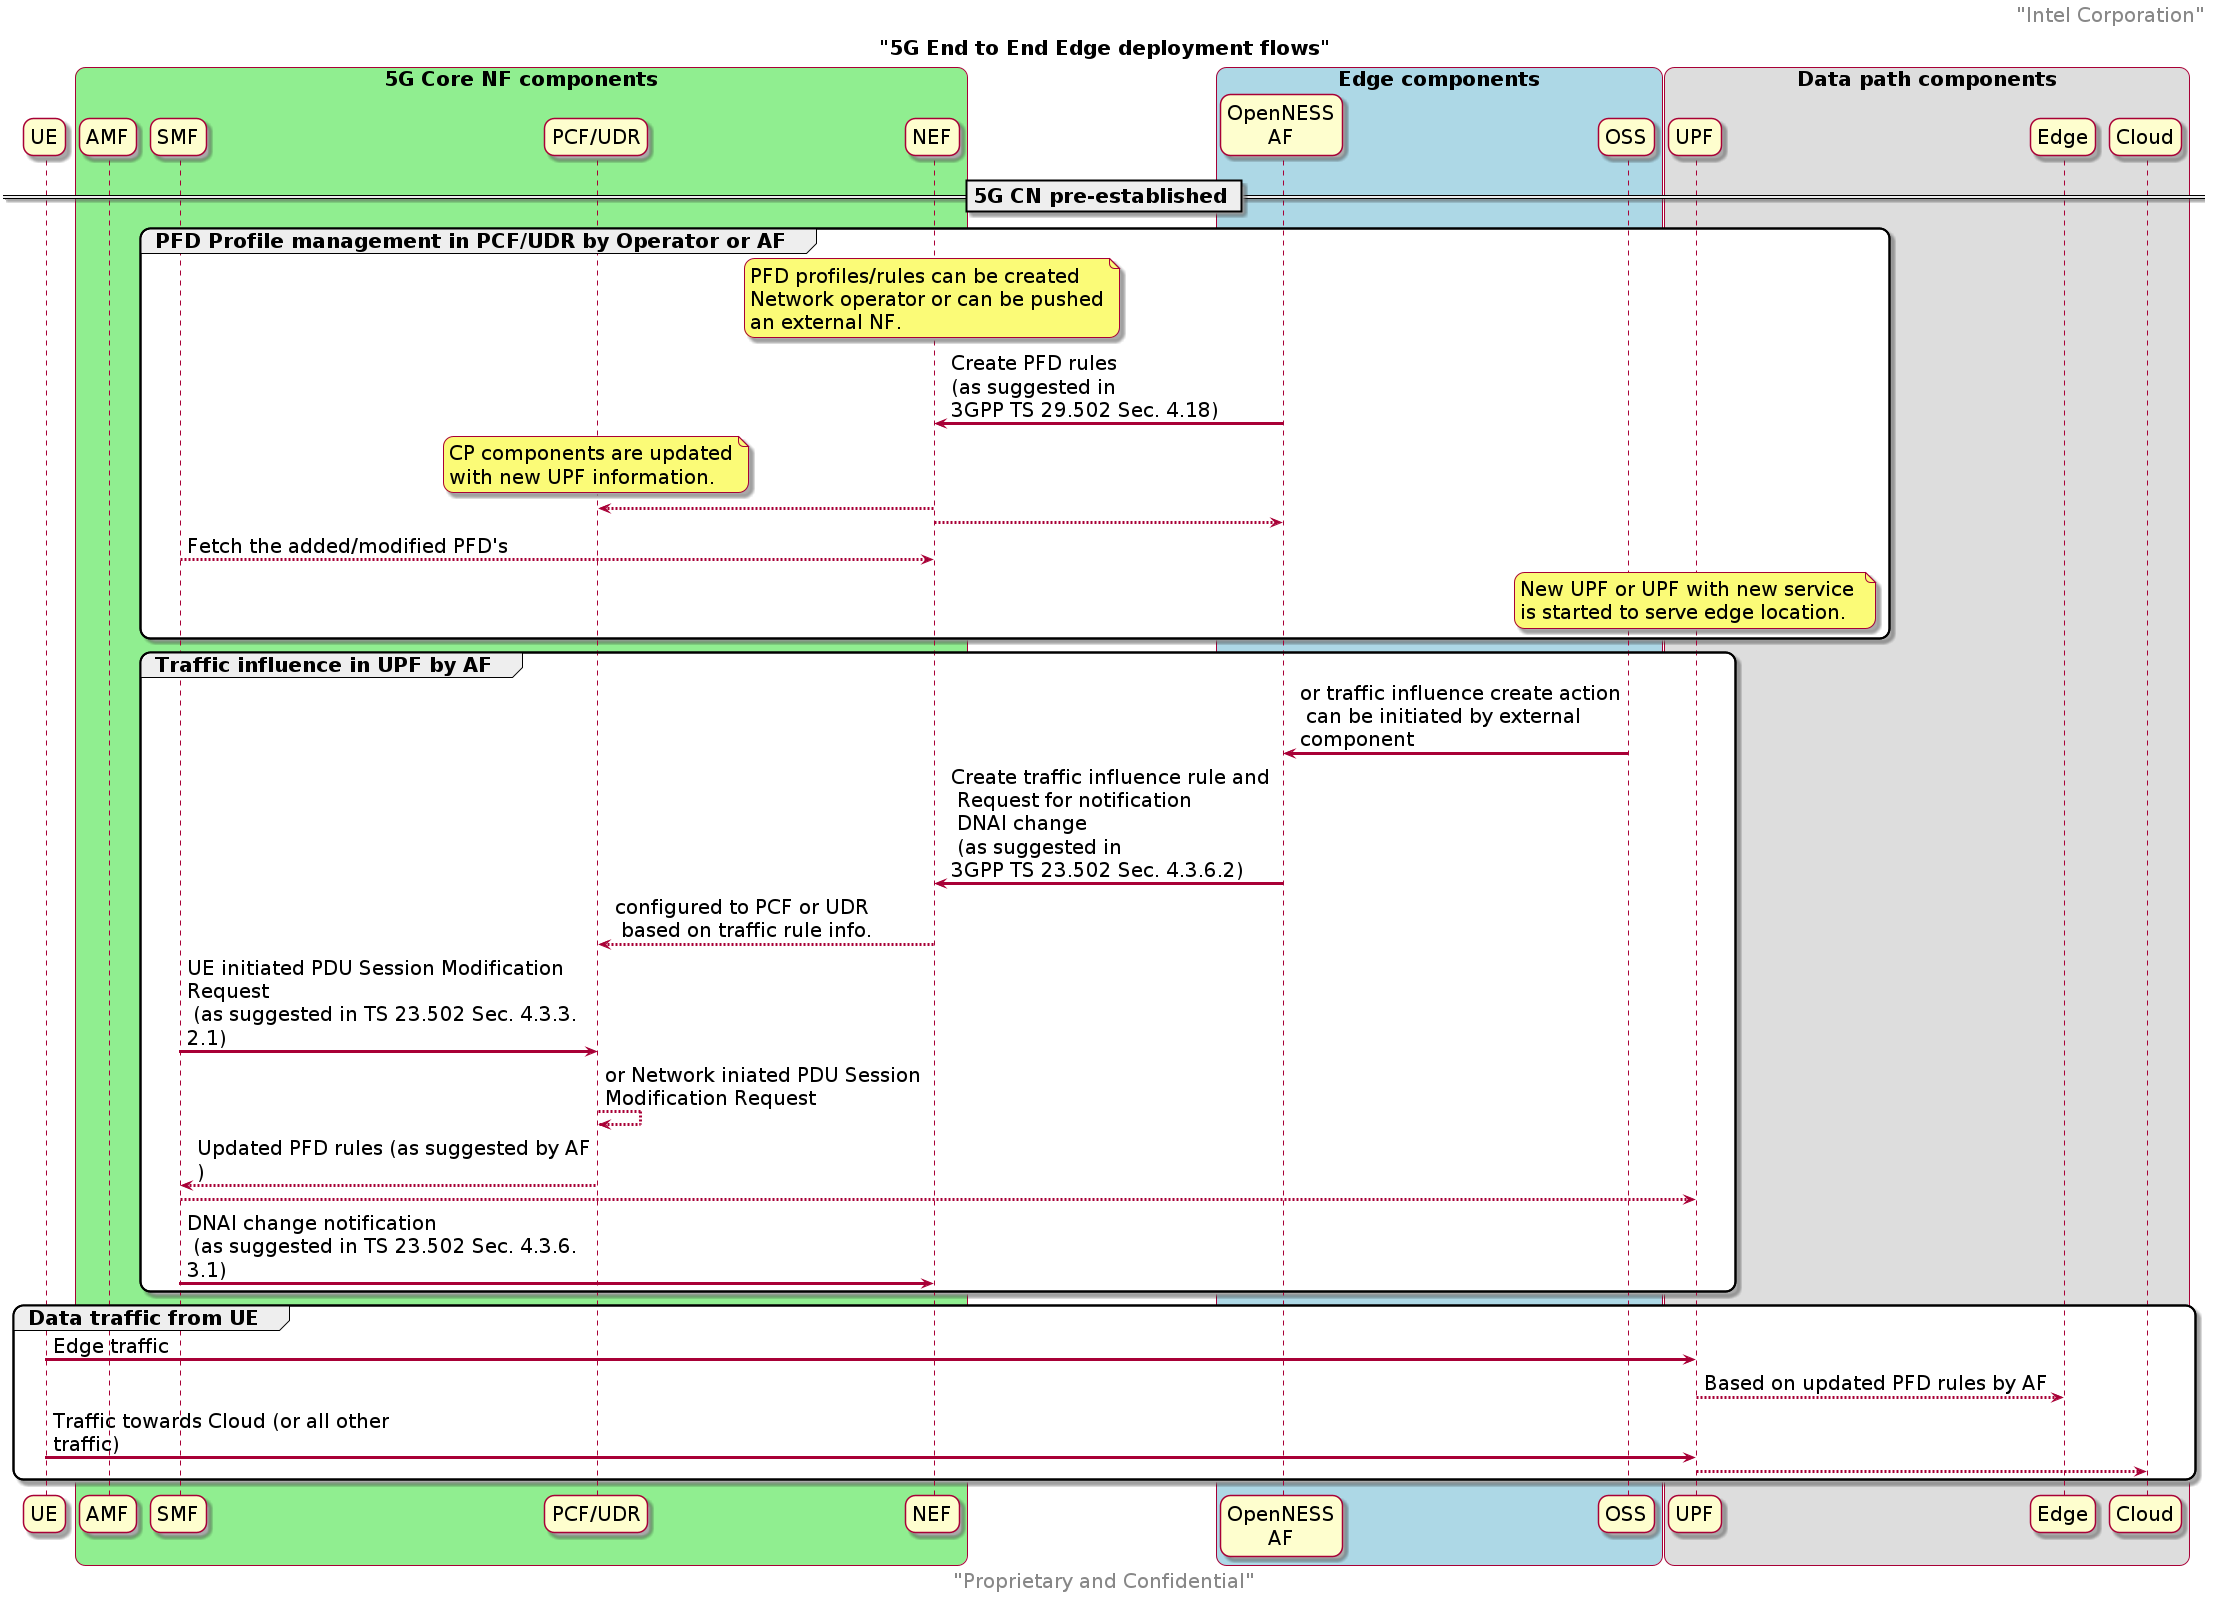 "Intel Corporation"
"5G End to End Edge deployment flows"
5G Core NF components
Edge components
Data path components
UE
AMF
SMF
PCF/UDR
NEF
OpenNESS
AF
OSS
UPF
Edge
Cloud
5G CN pre-established
PFD Profile management in PCF/UDR by Operator or AF
PFD profiles/rules can be created
Network operator or can be pushed
an external NF.
Create PFD rules
(as suggested in
3GPP TS 29.502 Sec. 4.18)
CP components are updated
with new UPF information.
Fetch the added/modified PFD's
New UPF or UPF with new service
is started to serve edge location.
Traffic influence in UPF by AF
or traffic influence create action
can be initiated by external
component
Create traffic influence rule and
Request for notification
DNAI change
(as suggested in
3GPP TS 23.502 Sec. 4.3.6.2)
configured to PCF or UDR
based on traffic rule info.
UE initiated PDU Session Modification
Request
(as suggested in TS 23.502 Sec. 4.3.3.
2.1)
or Network iniated PDU Session
Modification Request
Updated PFD rules (as suggested by AF
)
DNAI change notification
(as suggested in TS 23.502 Sec. 4.3.6.
3.1)
Data traffic from UE
Edge traffic
Based on updated PFD rules by AF
Traffic towards Cloud (or all other
traffic)
UE
AMF
SMF
PCF/UDR
NEF
OpenNESS
AF
OSS
UPF
Edge
Cloud
"Proprietary and Confidential"